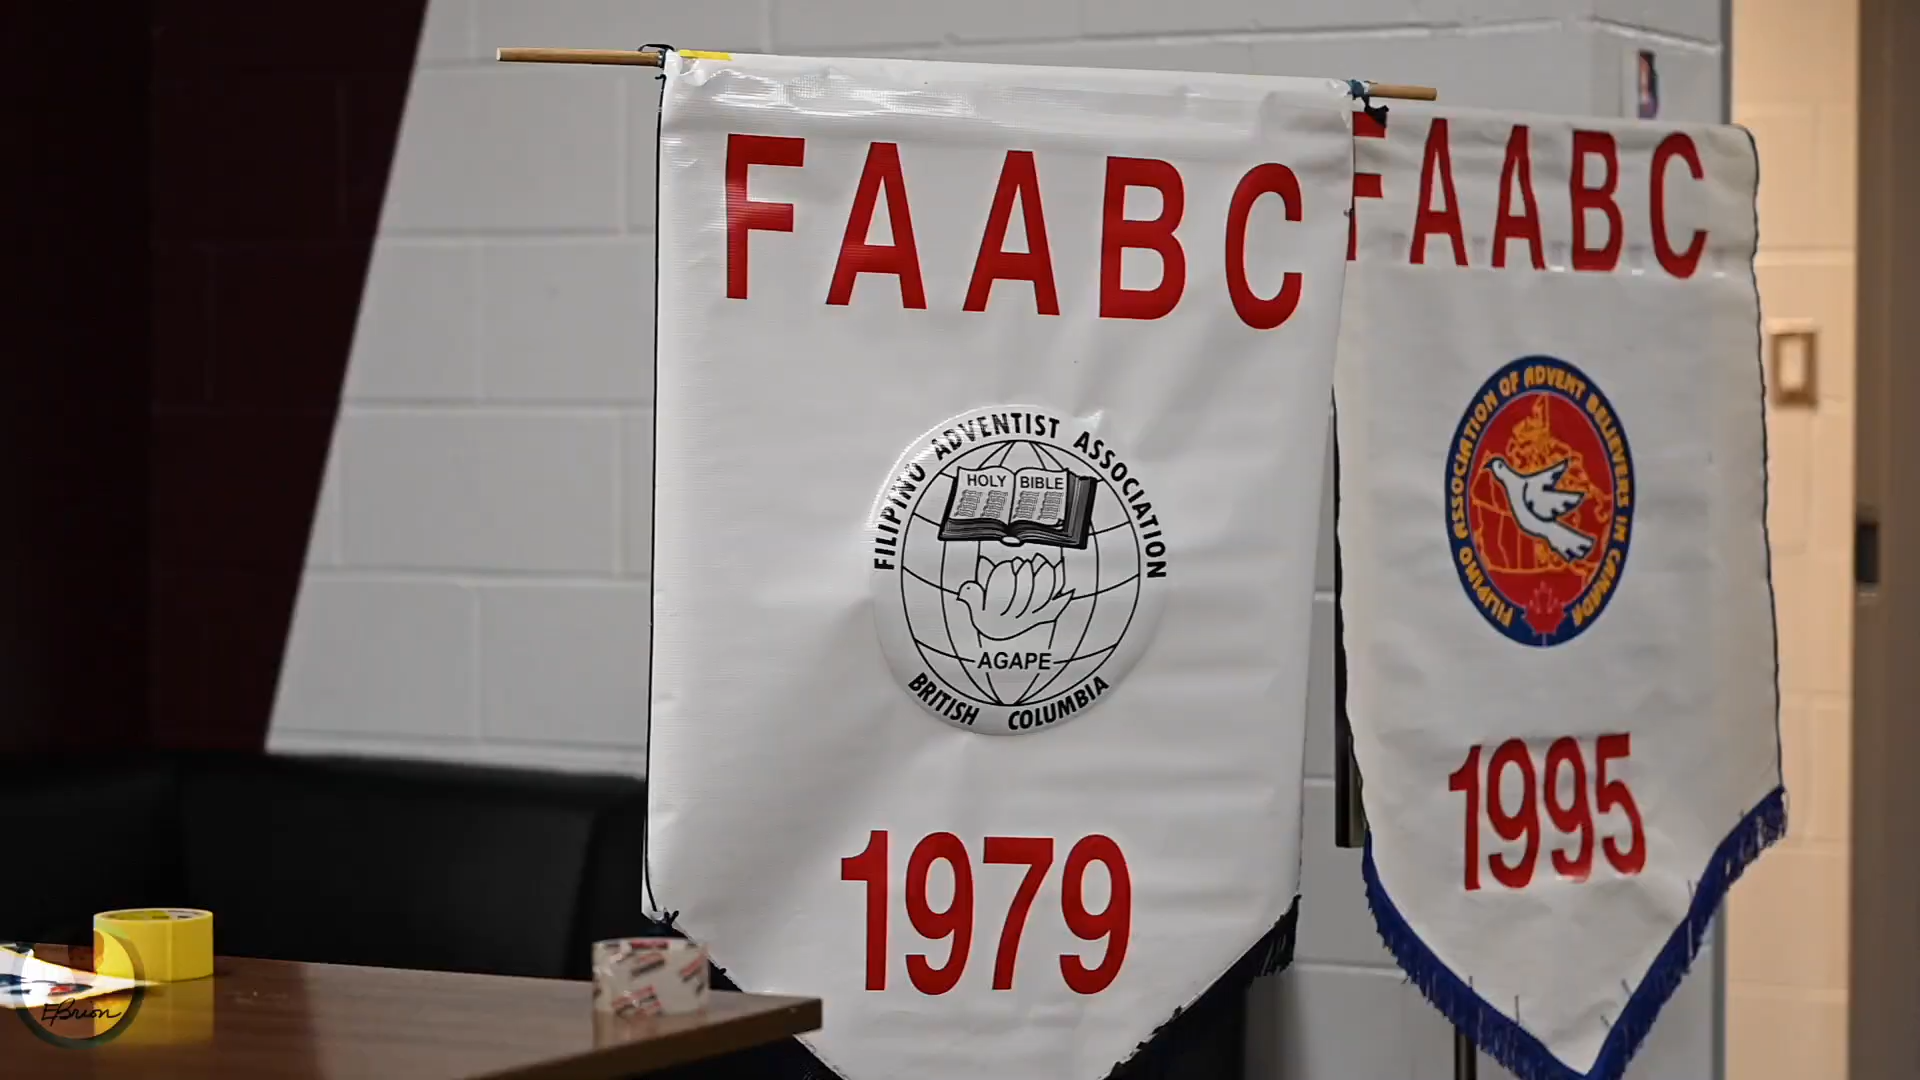 FAABC
FILIPINO ADVENTIST ASSOCIATION
HOLY BIBLE
AGAPE
BRITISH COLUMBIA
1979
FAABC
FILIPINO ASSOCIATION OF ADVENT BELIEVERS IN CANADA
1995
EBrion